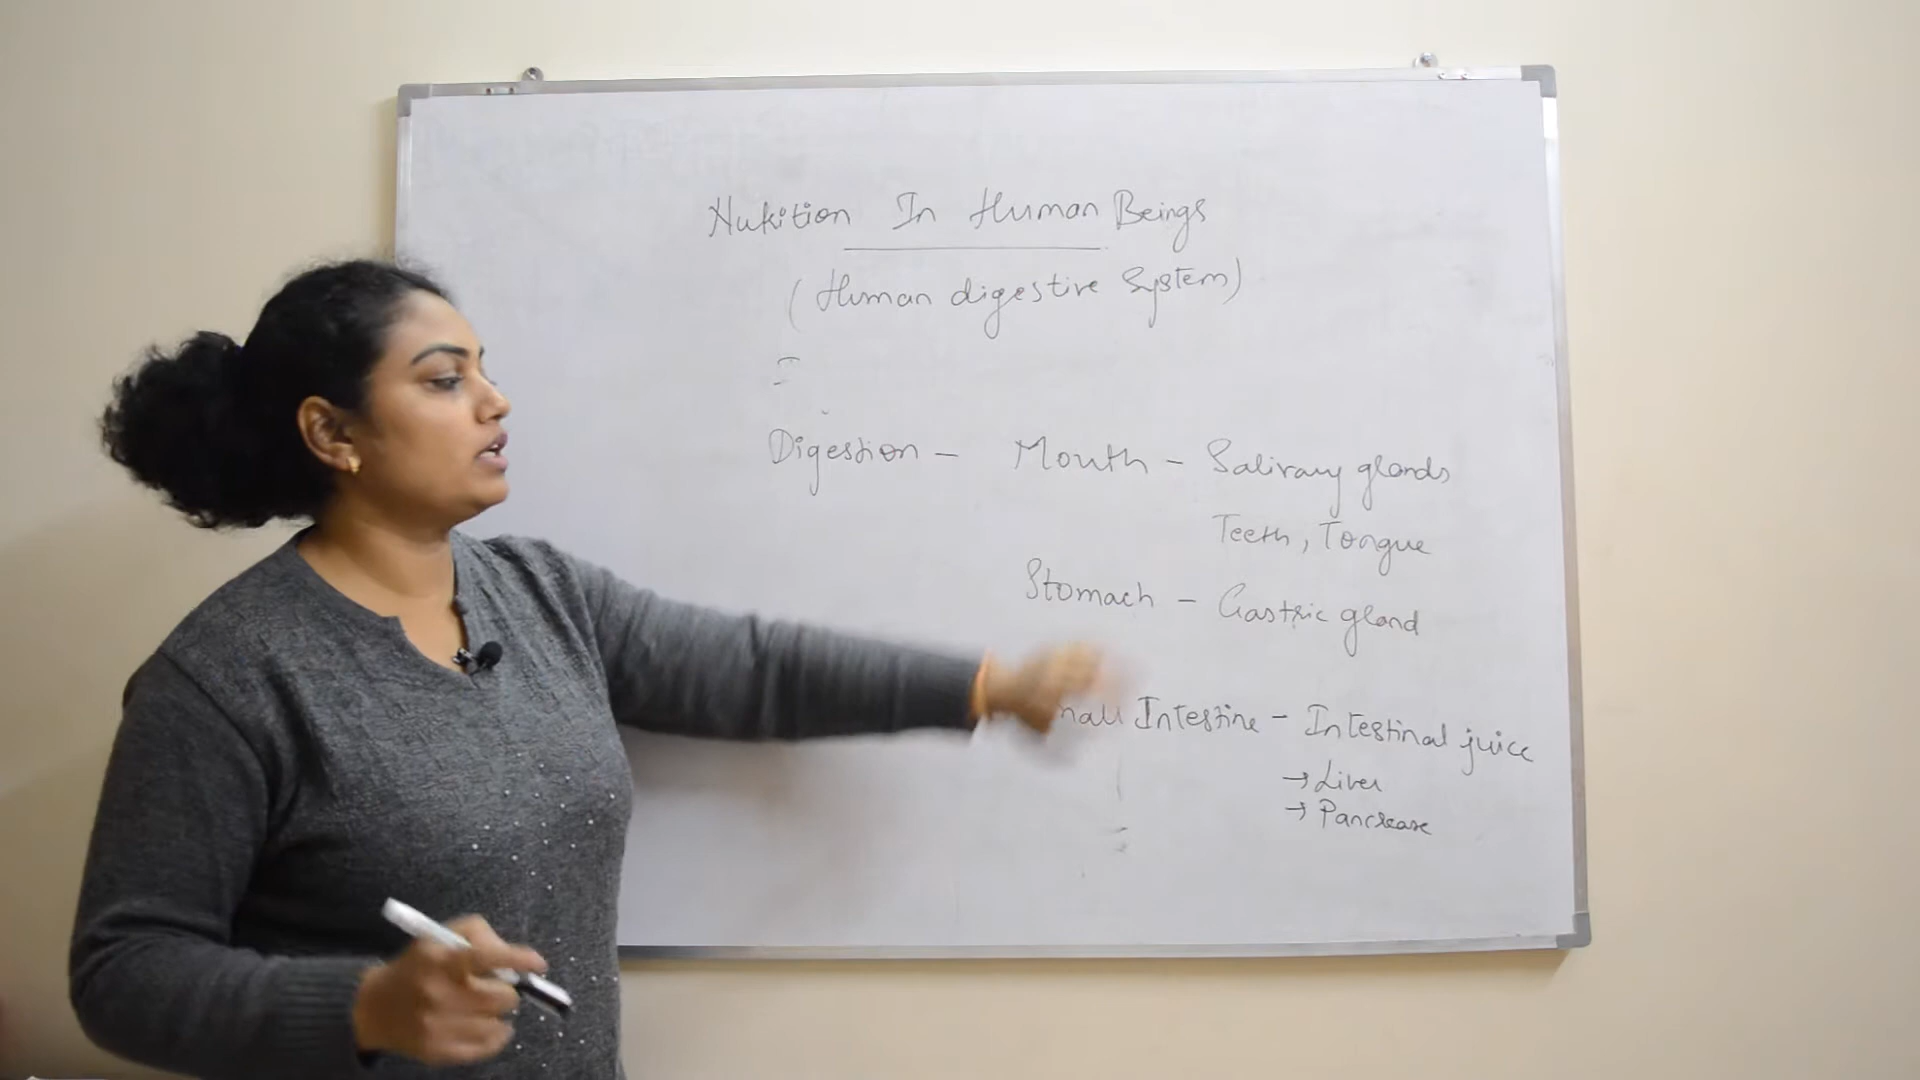 Nutrition In Human Beings
(Human digestive System)
Digestion - Mouth - Salivary glands
Teeth, Tongue
Stomach - Gastric gland
mall Intestine - Intestinal juice
→ Liver
→ Pancrease